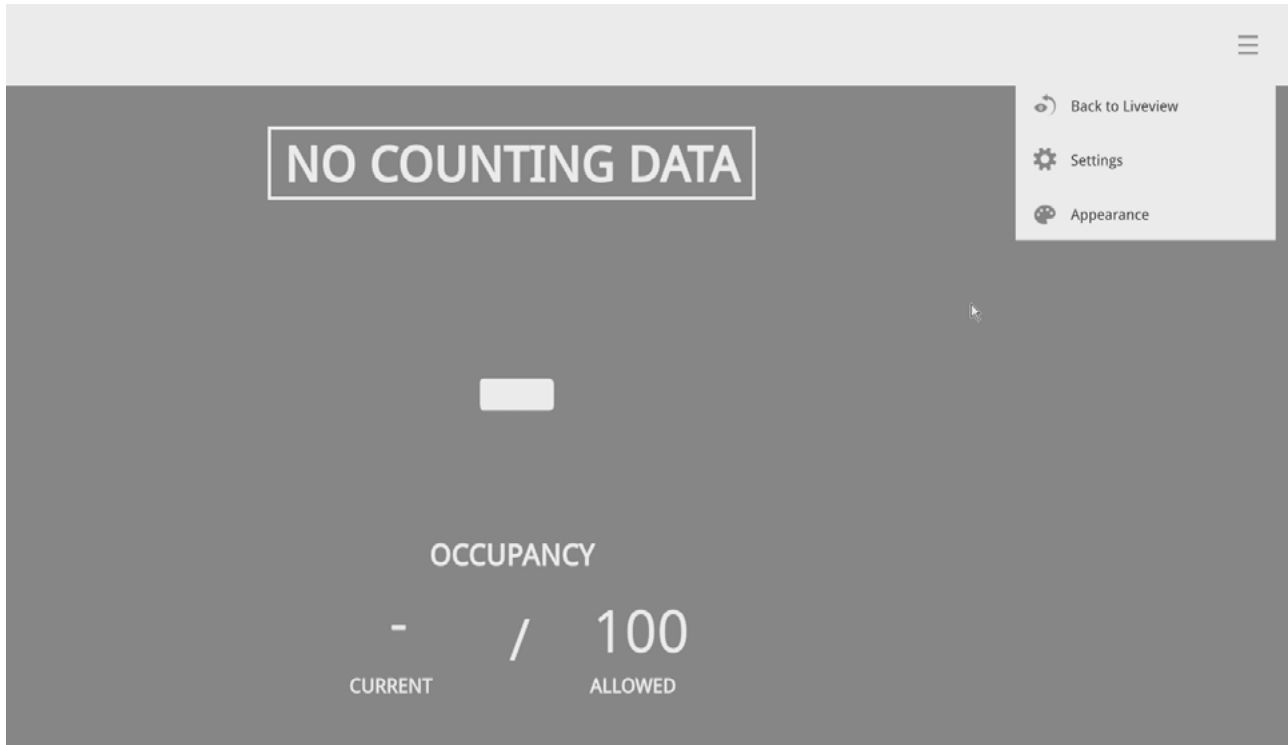 Back to Liveview
Settings
Appearance
NO COUNTING DATA
OCCUPANCY
- / 100
CURRENT ALLOWED